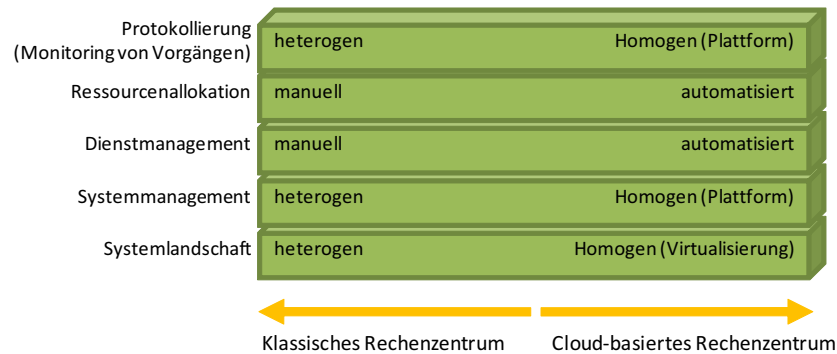 Protokollierung
(Monitoring von Vorgängen)
heterogen Homogen (Plattform)
Ressourcenallokation manuell automatisiert
Dienstmanagement manuell automatisiert
Systemmanagement heterogen Homogen (Plattform)
Systemlandschaft heterogen Homogen (Virtualisierung)
Klassisches Rechenzentrum Cloud-basiertes Rechenzentrum